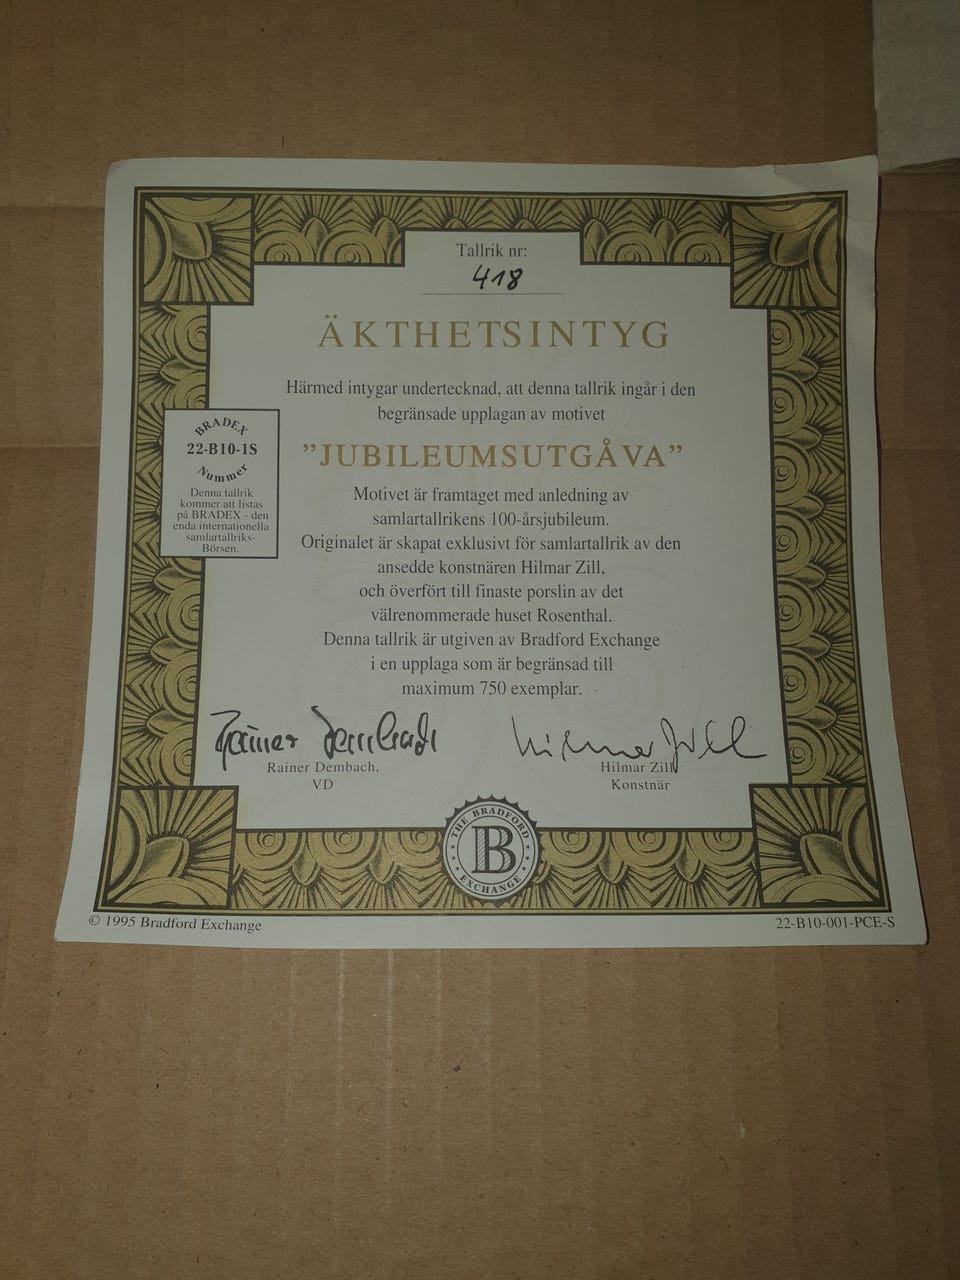 Tallrik nr:
418
ÄKTHETSINTYG
Härmed intygar undertecknad, att denna tallrik ingår i den
begränsade upplagan av motivet
”JUBILEUMSUTGÅVA”
Motivet är framtaget med anledning av
samlartallrikens 100-årsjubileum.
Originalet är skapat exklusivt för samlartallrik av den
ansedde konstnären Hilmar Zill,
och överfört till finaste porslin av det
välrenommerade huset Rosenthal.
Denna tallrik är utgiven av Bradford Exchange
i en upplaga som är begränsad till
maximum 750 exemplar.
BRADEX
22-B10-1S
Nummer
Denna tallrik
kommer att listas
på BRADEX - den
enda internationella
samlartallriks-
Börsen.
Rainer Dembach
Rainer Dembach,
VD
Hilmar Zill
Hilmar Zill
Konstnär
THE BRADFORD
B
EXCHANGE
© 1995 Bradford Exchange
22-B10-001-PCE-S